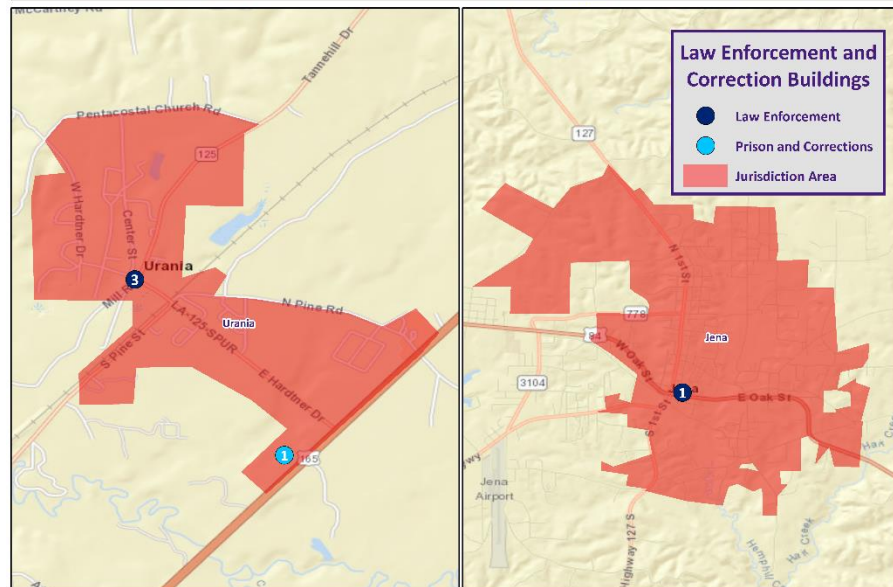 McCartney Rd
Tannehill Dr
Pentacostal Church Rd
125
W Hardtner Dr
Center St
3
Urania
Mill
LA-125-SPUR
N Pine Rd
Urania
S Pine St
E Hardtner Dr
1
165
Law Enforcement and
Correction Buildings
Law Enforcement
Prison and Corrections
Jurisdiction Area
127
N 1st St
778
84
Jena
W Oak St
3104
1
E Oak St
S 1st St
Jena
Airport
Highway 127 S
Hemphill C
Hair Creek